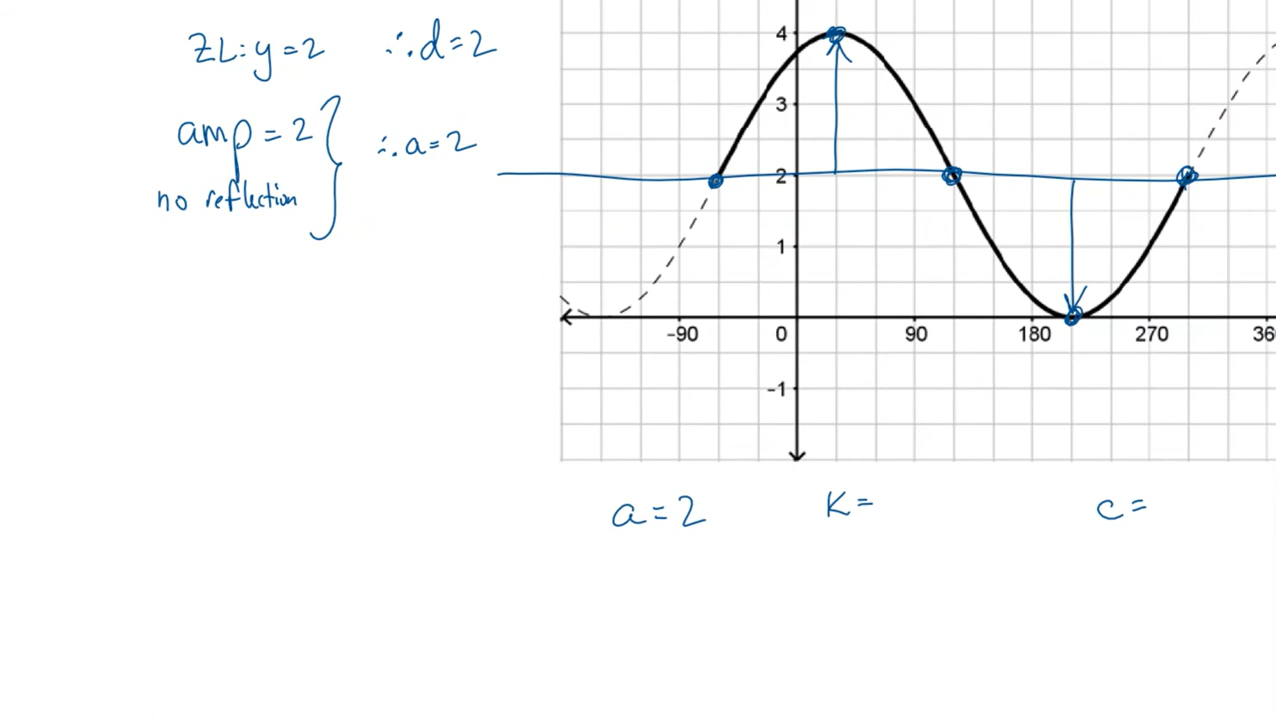 ZL: y = 2 ∴ d = 2
amp = 2
no reflection
∴ a = 2
4
3
2
1
-90 0 90 180 270 36
-1
a = 2 K = c =